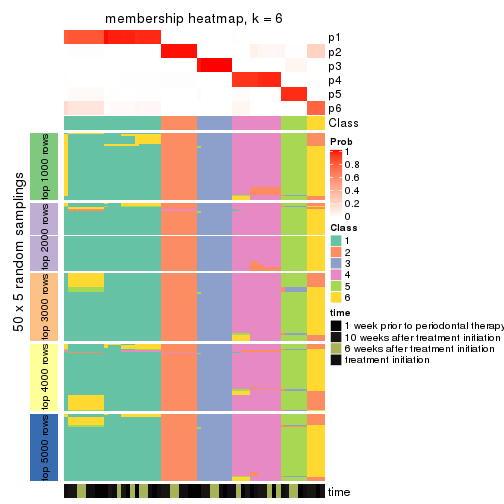 membership heatmap, k = 6
p1
p2
p3
p4
p5
p6
Class
50 x 5 random samplings
top 1000 rows
top 2000 rows
top 3000 rows
top 4000 rows
top 5000 rows
Prob
1
0.8
0.6
0.4
0.2
0
Class
1
2
3
4
5
6
time
1 week prior to periodontal therapy
10 weeks after treatment initiation
6 weeks after treatment initiation
treatment initiation
time